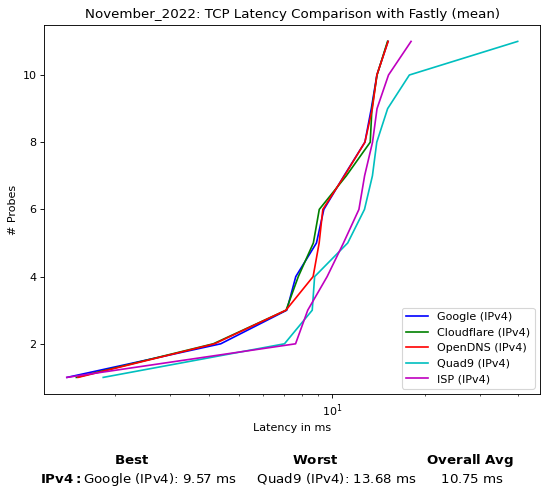 November_2022: TCP Latency Comparison with Fastly (mean)
10
8
6
4
2
# Probes
Google (IPv4)
Cloudflare (IPv4)
OpenDNS (IPv4)
Quad9 (IPv4)
ISP (IPv4)
10¹
Latency in ms
Best Worst Overall Avg
IPv4: Google (IPv4): 9.57 ms Quad9 (IPv4): 13.68 ms 10.75 ms